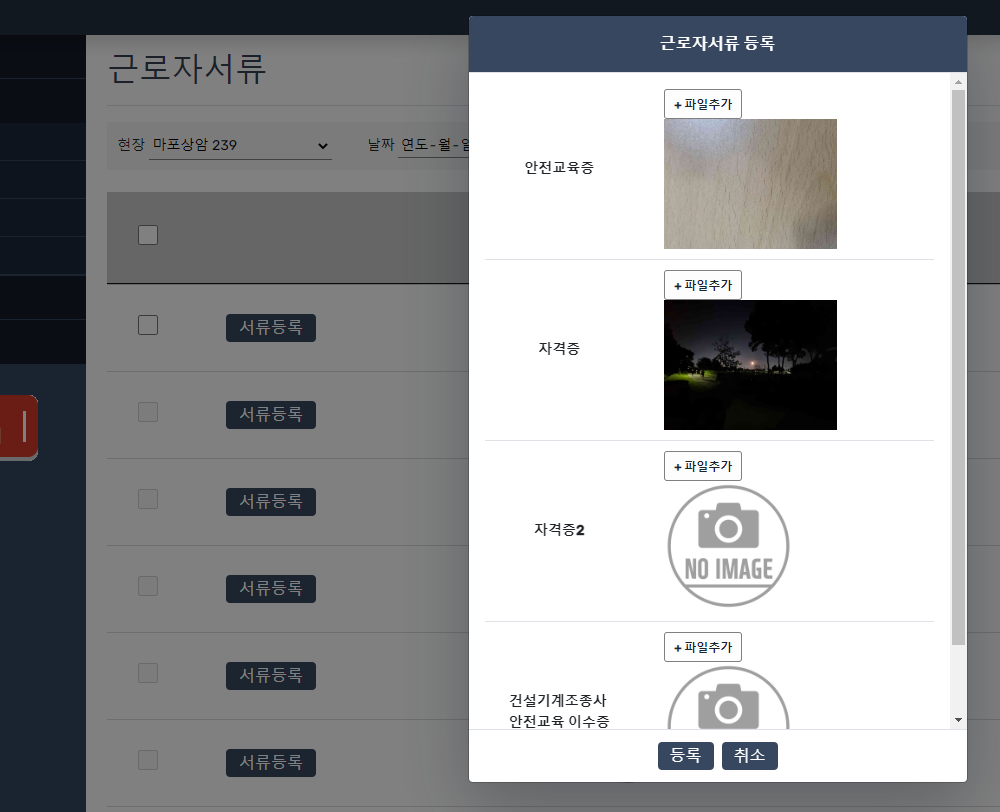 근로자서류
현장 마포상암 239 날짜 연도-월-일
서류등록
서류등록
서류등록
서류등록
서류등록
서류등록
근로자서류 등록
+ 파일추가
안전교육증
+ 파일추가
자격증
+ 파일추가
자격증2
NO IMAGE
+ 파일추가
건설기계조종사
안전교육 이수증
등록 취소